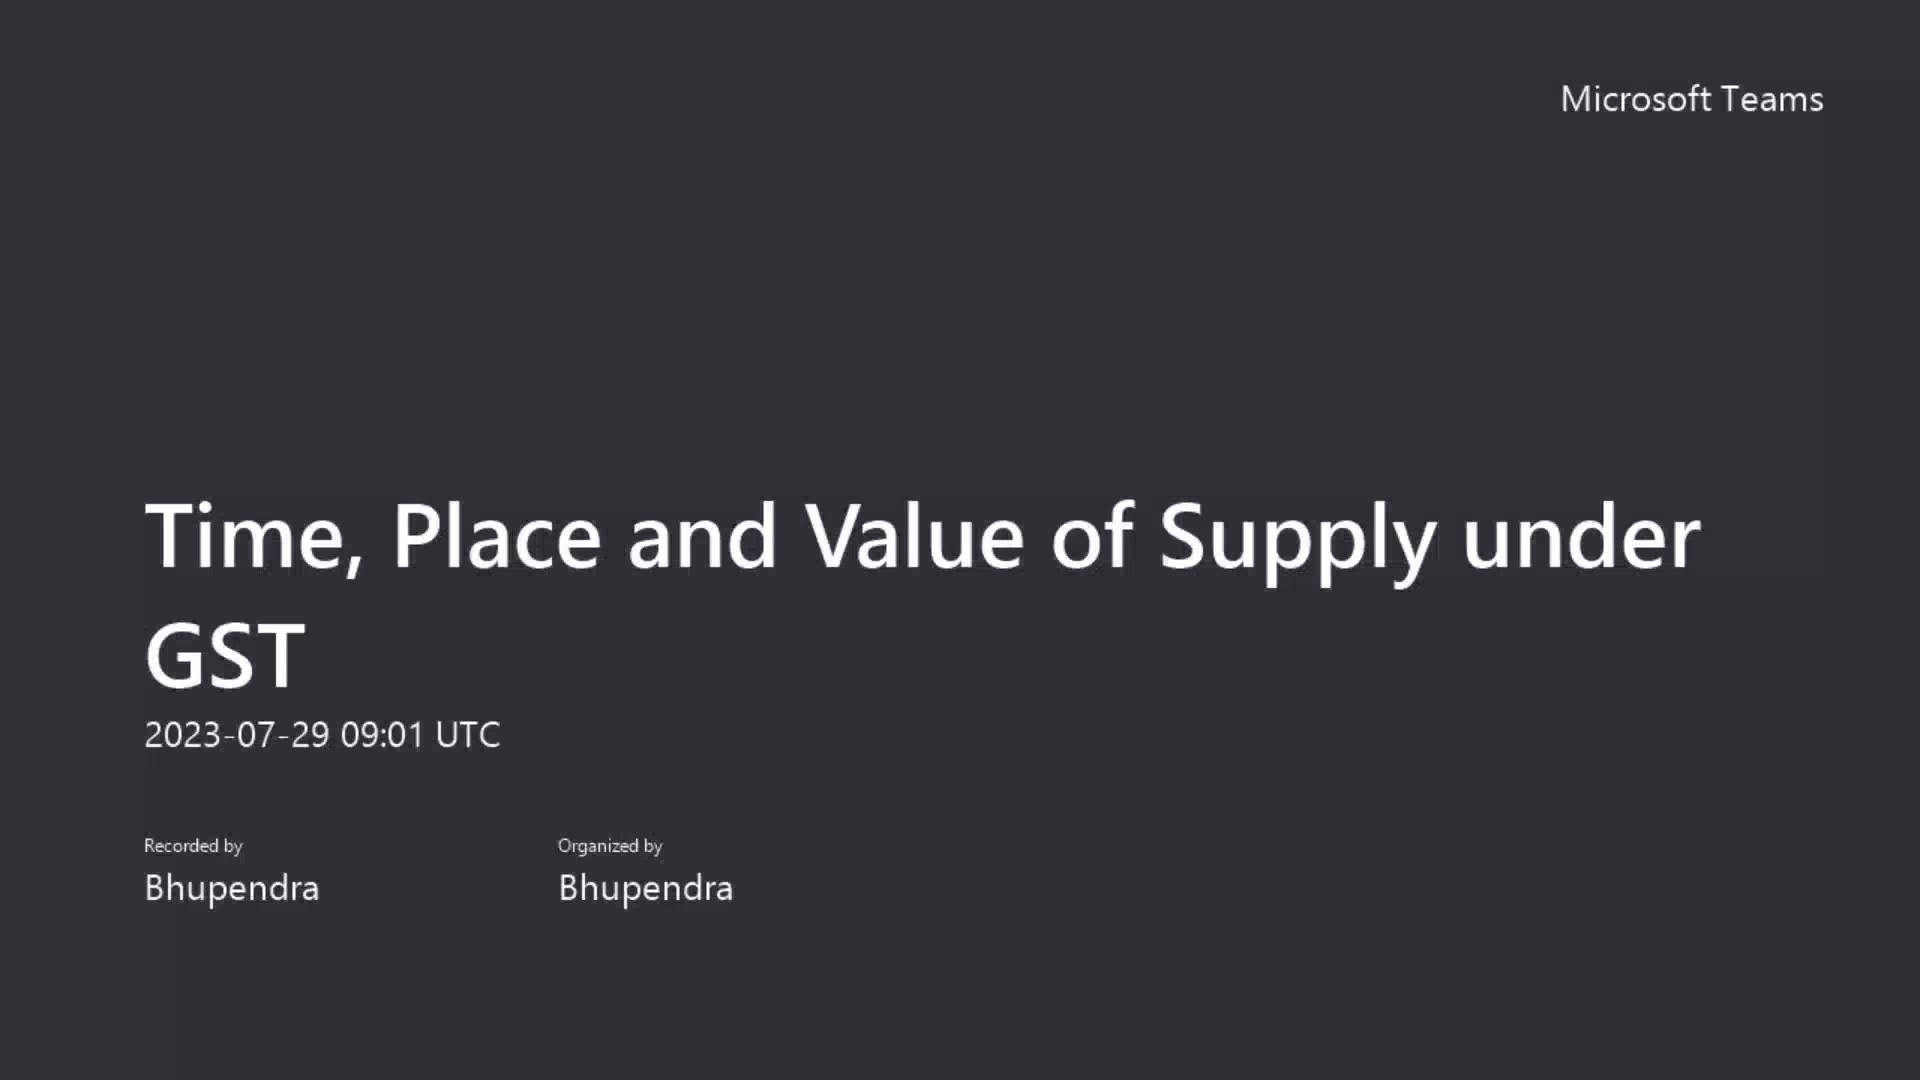 Microsoft Teams
Time, Place and Value of Supply under
GST
2023-07-29 09:01 UTC
Recorded by
Organized by
Bhupendra
Bhupendra